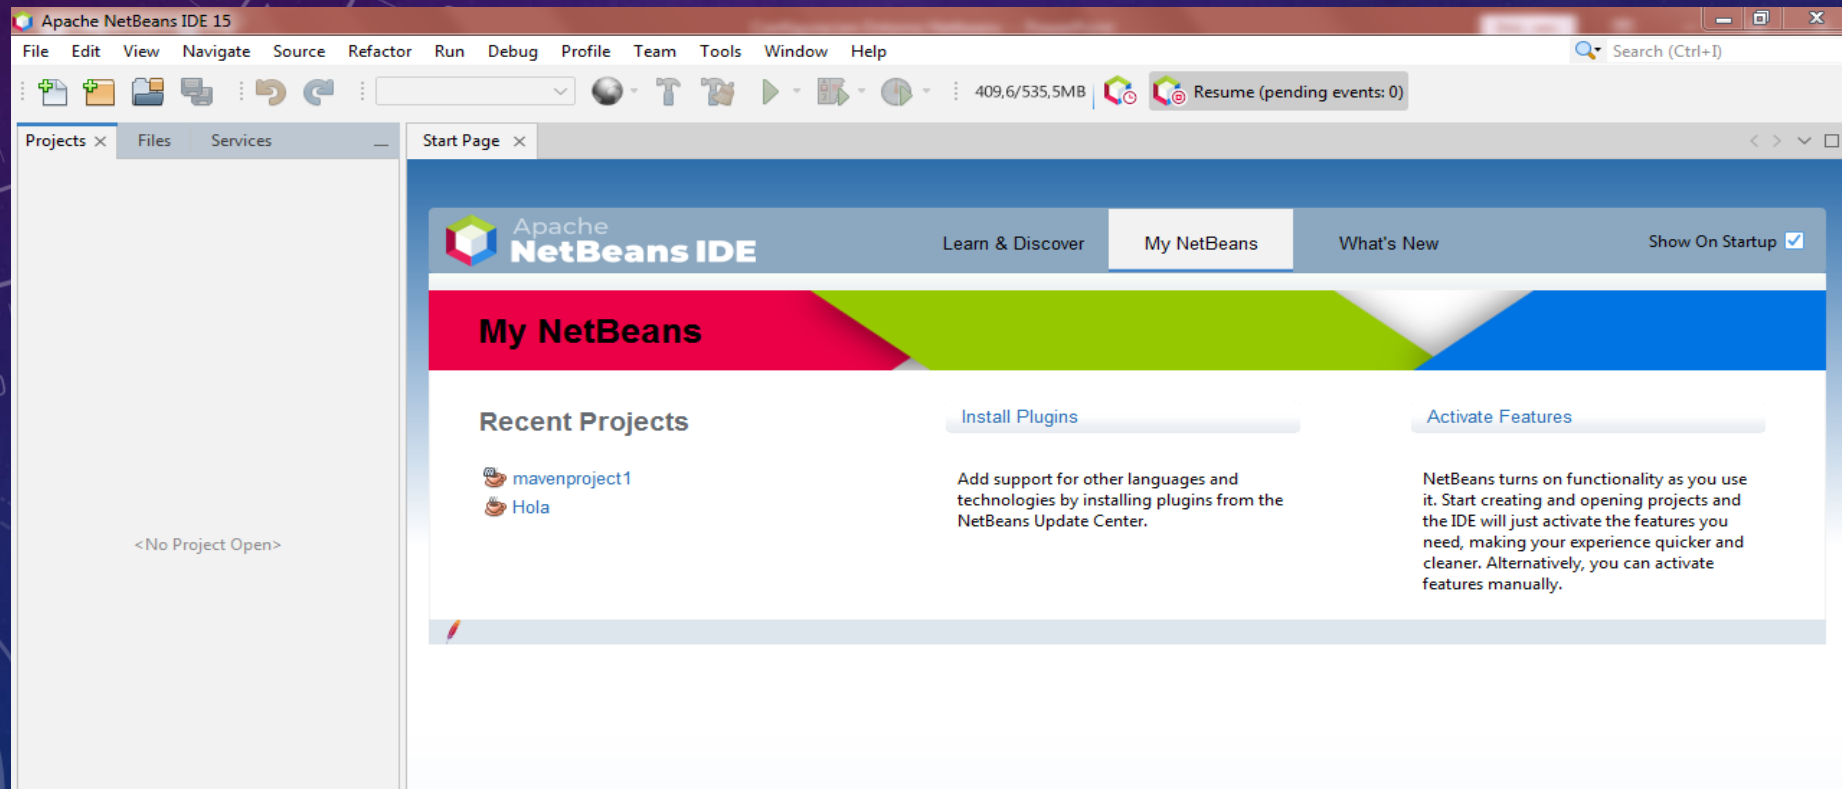 Apache NetBeans IDE 15
File Edit View Navigate Source Refactor Run Debug Profile Team Tools Window Help
Search (Ctrl+I)
409,6/535,5MB
Resume (pending events: 0)
Projects Files Services
Start Page
<No Project Open>
Apache
NetBeans IDE
Learn & Discover
My NetBeans
What's New
Show On Startup
My NetBeans
Recent Projects
mavenproject1
Hola
Install Plugins
Add support for other languages and
technologies by installing plugins from the
NetBeans Update Center.
Activate Features
NetBeans turns on functionality as you use
it. Start creating and opening projects and
the IDE will just activate the features you
need, making your experience quicker and
cleaner. Alternatively, you can activate
features manually.